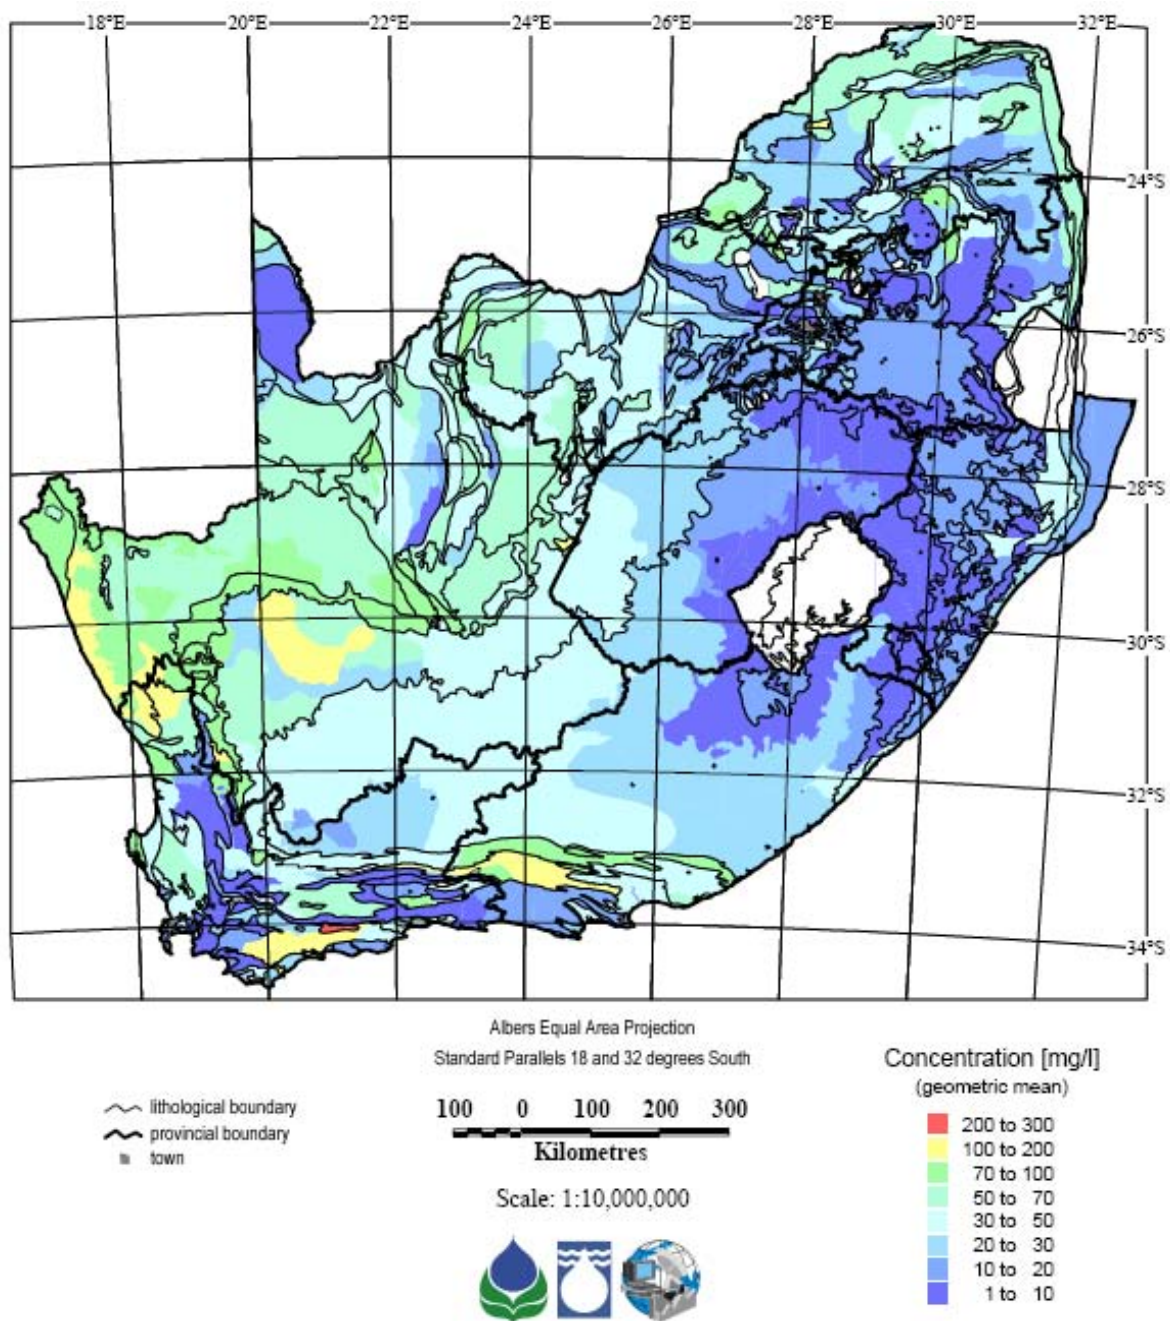 18°E 20°E 22°E 24°E 26°E 28°E 30°E 32°E
24°S
26°S
28°S
30°S
32°S
34°S
Albers Equal Area Projection
Standard Parallels 18 and 32 degrees South
lithological boundary
provincial boundary
town
100 0 100 200 300
Kilometres
Scale: 1:10,000,000
Concentration [mg/l]
(geometric mean)
200 to 300
100 to 200
70 to 100
50 to 70
30 to 50
20 to 30
10 to 20
1 to 10